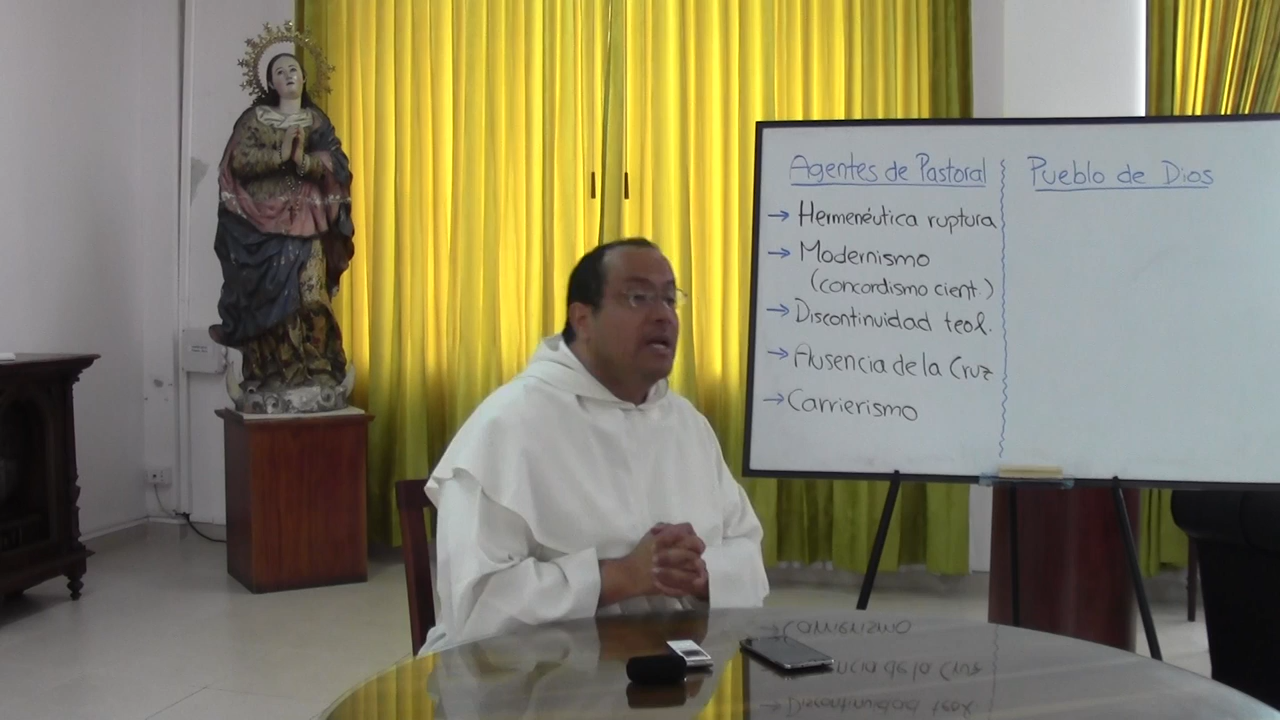 Agentes de Pastoral
→ Hermenéutica ruptura
→ Modernismo
(concordismo cient.)
→ Discontinuidad teol.
→ Ausencia de la Cruz
→ Carrierismo
Pueblo de Dios